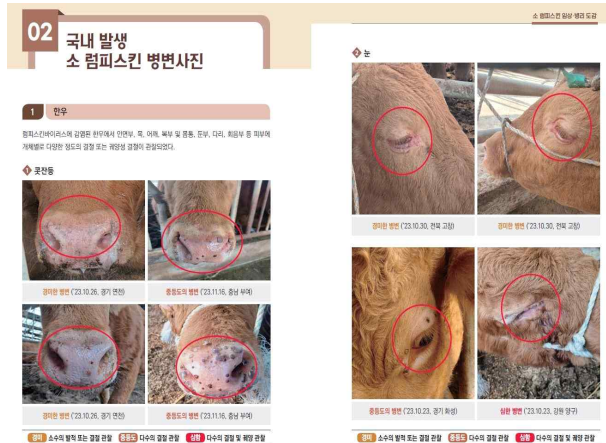 02
국내 발생
소 럼피스킨 병변사진
1 한우
럼피스킨바이러스에 감염된 한우에서 안면부, 목, 어깨, 복부 및 몸통, 둔부, 다리, 회음부 등 피부에
개체별로 다양한 정도의 결절 또는 궤양성 결절이 관찰되었다.
1 콧잔등
경미한 병변 ('23.10.26, 경기 연천)
중등도의 병변 ('23.11.16, 충남 부여)
경미한 병변 ('23.10.26, 경기 연천)
중등도의 병변 ('23.11.16, 충남 부여)
경미 소수의 발적 또는 결절 관찰 중등도 다수의 결절 관찰 심함 다수의 결절 및 궤양 관찰
소 럼피스킨 임상·병리 도감
2 눈
경미한 병변 ('23.10.30, 전북 고창)
경미한 병변 ('23.10.30, 전북 고창)
중등도의 병변 ('23.10.23, 경기 화성)
심한 병변 ('23.10.23, 강원 양구)
경미 소수의 발적 또는 결절 관찰 중등도 다수의 결절 관찰 심함 다수의 결절 및 궤양 관찰